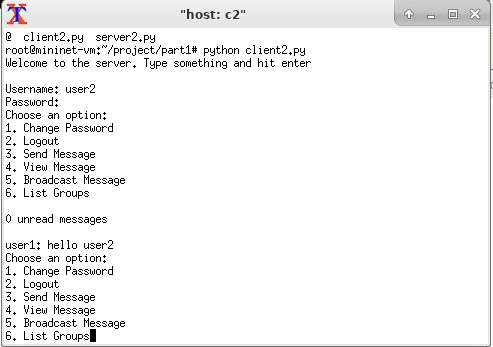 "host: c2"
@  client2.py  server2.py
root@mininet-vm:~/project/part1# python client2.py
Welcome to the server. Type something and hit enter
Username: user2
Password:
Choose an option:
1. Change Password
2. Logout
3. Send Message
4. View Message
5. Broadcast Message
6. List Groups
0 unread messages
user1: hello user2
Choose an option:
1. Change Password
2. Logout
3. Send Message
4. View Message
5. Broadcast Message
6. List Groups